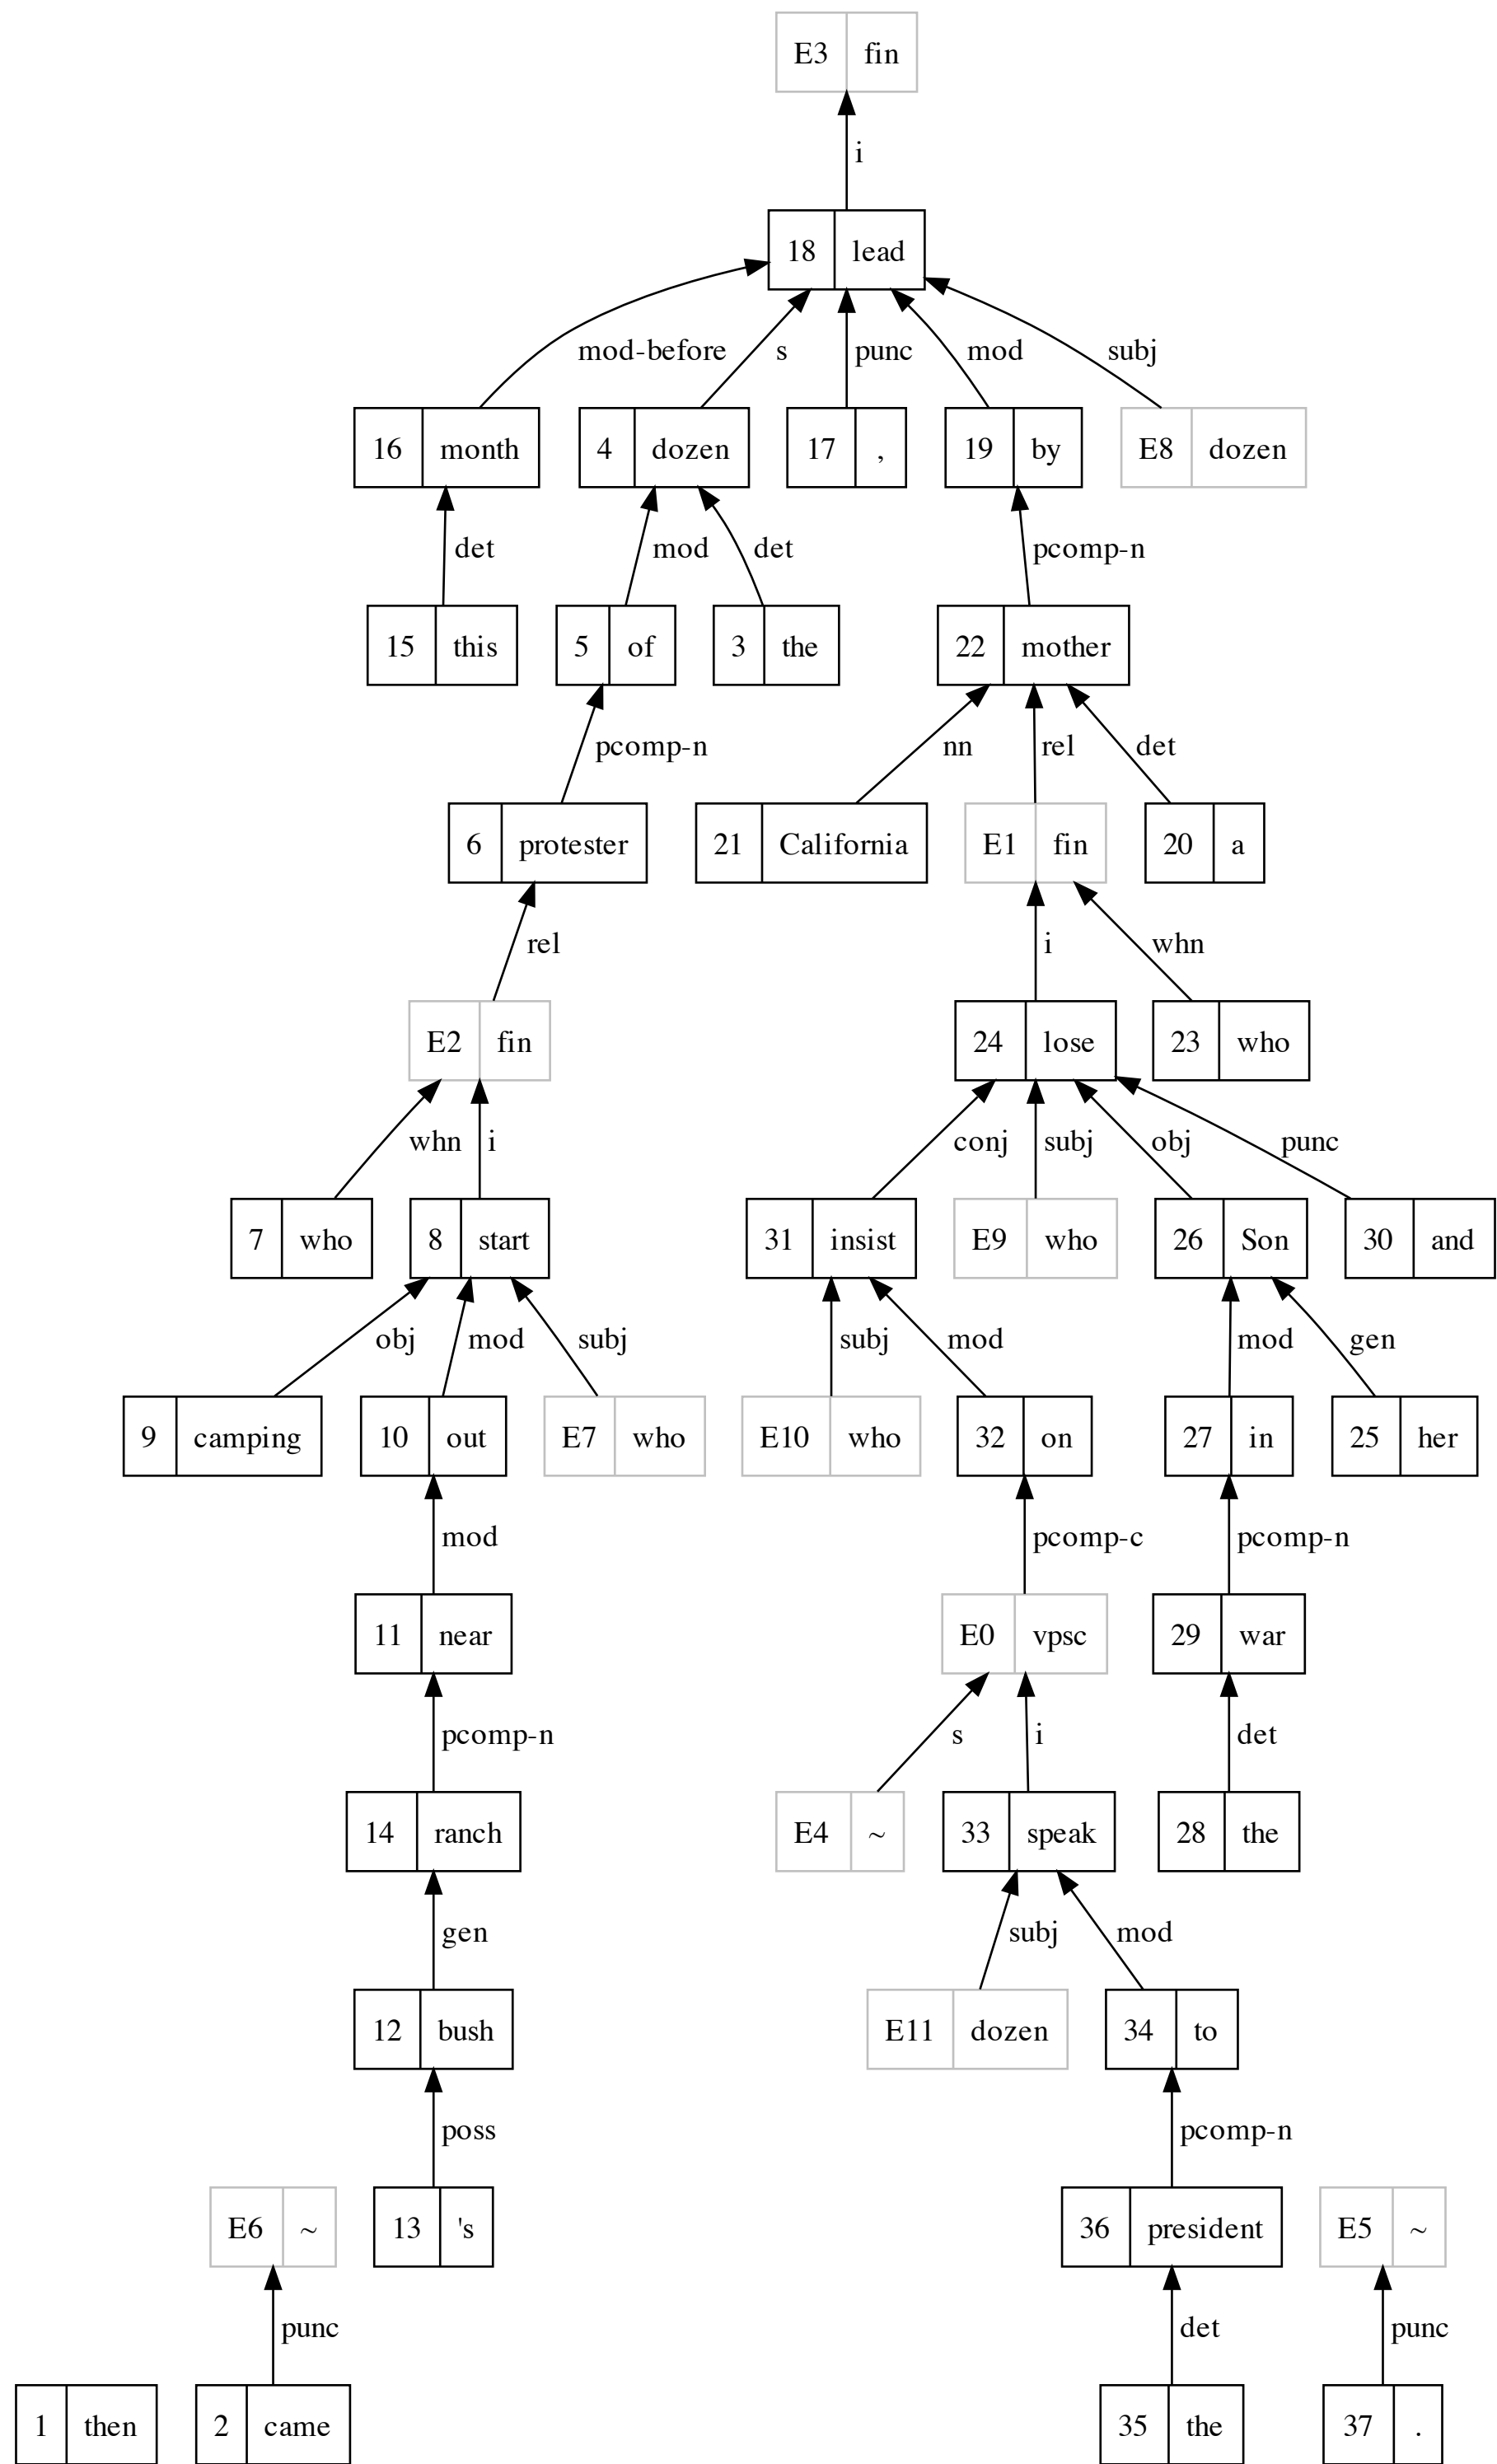 E3 fin
i
18 lead
mod-before s punc mod subj
16 month 4 dozen 17 , 19 by E8 dozen
det mod det pcomp-n
15 this 5 of 3 the 22 mother
pcomp-n nn rel det
6 protester 21 California E1 fin 20 a
rel i whn
E2 fin 24 lose 23 who
whn i conj subj obj punc
7 who 8 start 31 insist E9 who 26 Son 30 and
obj mod subj subj mod mod gen
9 camping 10 out E7 who E10 who 32 on 27 in 25 her
mod pcomp-c pcomp-n
11 near E0 vpsc 29 war
pcomp-n s i det
14 ranch E4 ~ 33 speak 28 the
gen subj mod
12 bush E11 dozen 34 to
poss pcomp-n
E6 ~ 13 's 36 president E5 ~
punc det punc
1 then 2 came 35 the 37 .